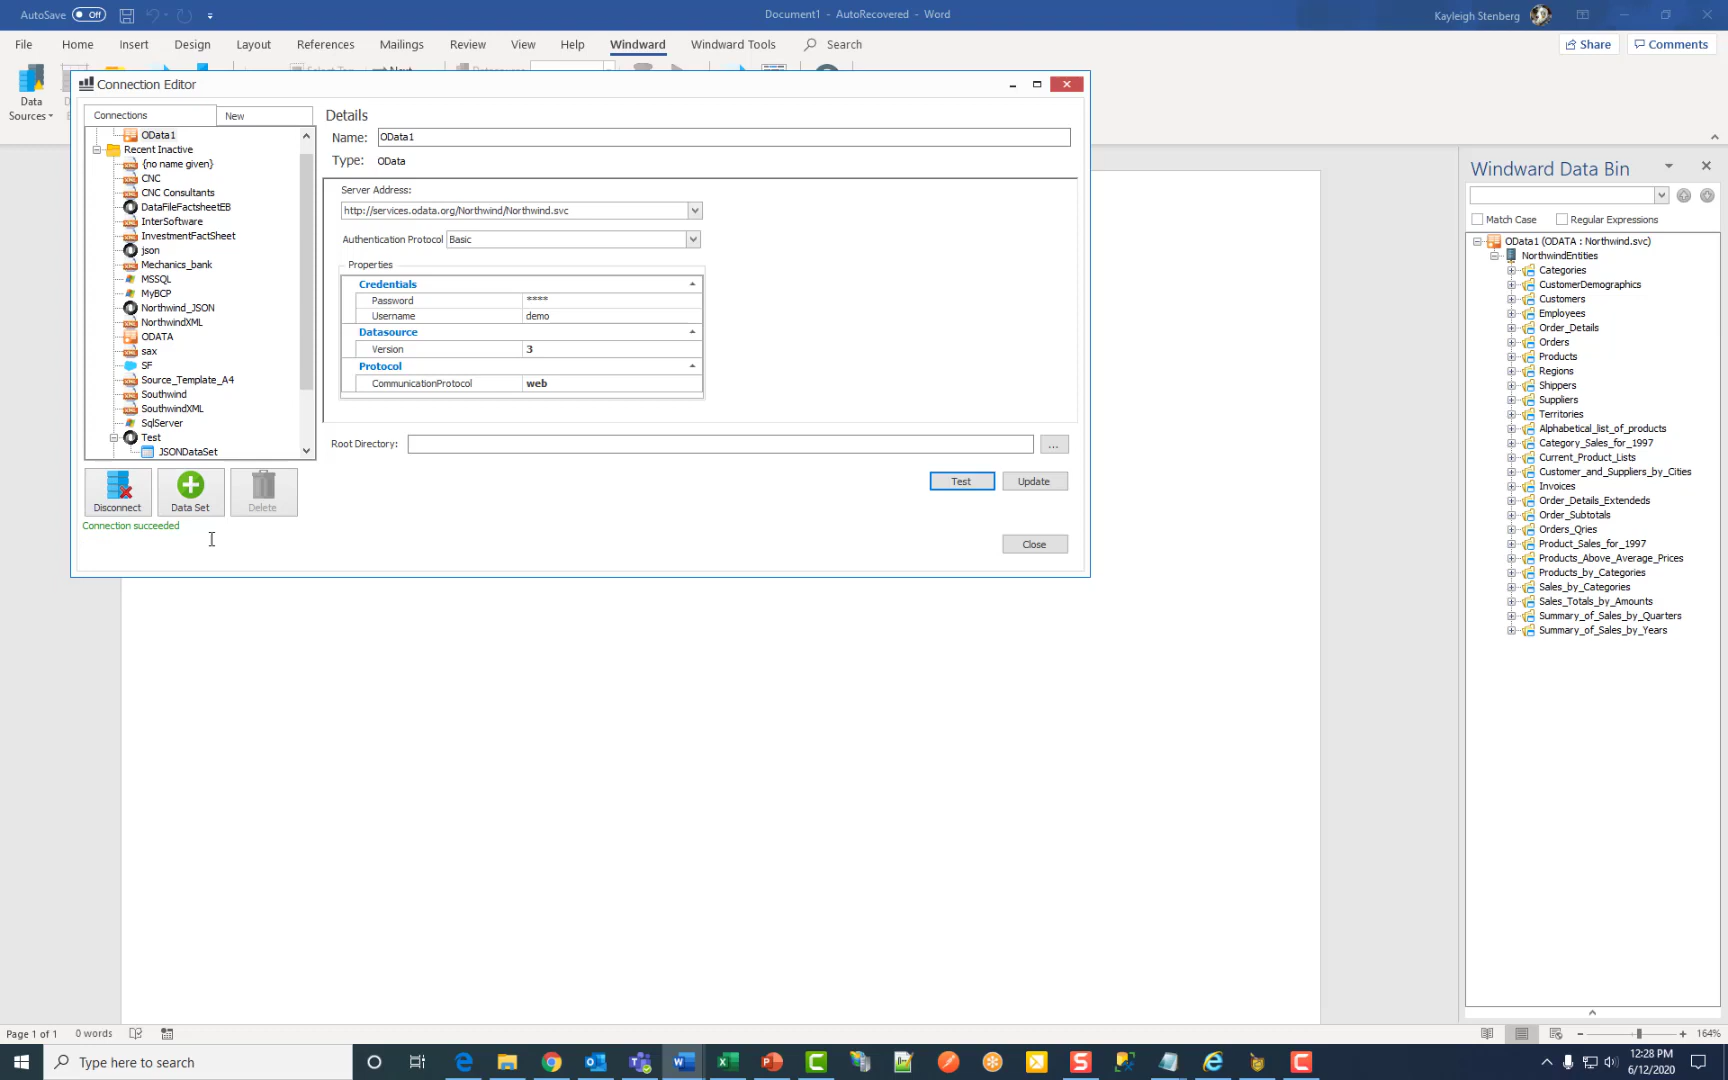 AutoSave Off
Document1 - AutoRecovered - Word
Kayleigh Stenberg
File Home Insert Design Layout References Mailings Review View Help Windward Windward Tools Search
Share Comments
Data
Sources
Connection Editor
Connections
New
OData1
Recent Inactive
{no name given}
CNC
CNC Consultants
DataFileFactsheetEB
InterSoftware
InvestmentFactSheet
json
Mechanics_bank
MSSQL
MyBCP
Northwind_JSON
NorthwindXML
ODATA
sax
SF
Source_Template_A4
Southwind
SouthwindXML
SqlServer
Test
JSONDataSet
Disconnect
Data Set
Delete
Connection succeeded
Details
Name: OData1
Type: OData
Server Address:
http://services.odata.org/Northwind/Northwind.svc
Authentication Protocol Basic
Properties
Credentials
Password ****
Username demo
Datasource
Version 3
Protocol
CommunicationProtocol web
Root Directory:
...
Test
Update
Close
Windward Data Bin
Match Case Regular Expressions
OData1 (ODATA : Northwind.svc)
NorthwindEntities
Categories
CustomerDemographics
Customers
Employees
Order_Details
Orders
Products
Regions
Shippers
Suppliers
Territories
Alphabetical_list_of_products
Category_Sales_for_1997
Current_Product_Lists
Customer_and_Suppliers_by_Cities
Invoices
Order_Details_Extendeds
Order_Subtotals
Orders_Qries
Product_Sales_for_1997
Products_Above_Average_Prices
Products_by_Categories
Sales_by_Categories
Sales_Totals_by_Amounts
Summary_of_Sales_by_Quarters
Summary_of_Sales_by_Years
Page 1 of 1 0 words
164%
Type here to search
12:28 PM
6/12/2020